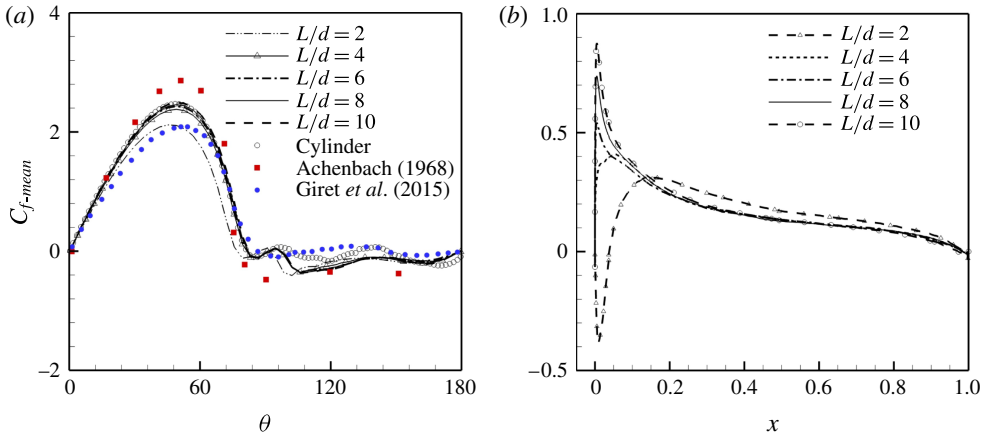 (a)
4
2
0
−2
C_{f-mean}
0
60
120
180
θ
L/d = 2
L/d = 4
L/d = 6
L/d = 8
L/d = 10
Cylinder
Achenbach (1968)
Giret et al. (2015)
(b)
1.0
0.5
0
−0.5
0
0.2
0.4
0.6
0.8
1.0
x
L/d = 2
L/d = 4
L/d = 6
L/d = 8
L/d = 10